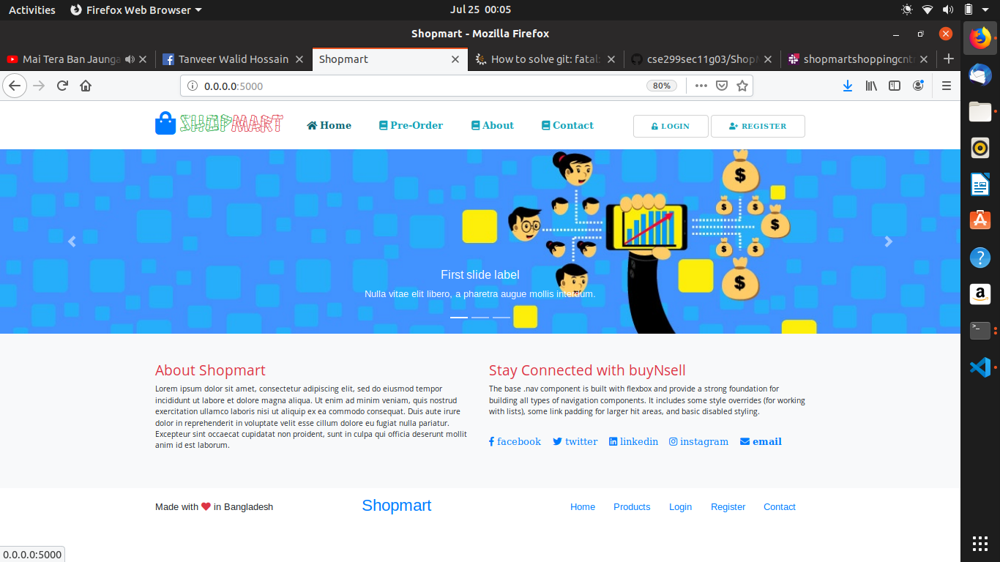 Activities Firefox Web Browser Jul 25 00:05
Shopmart - Mozilla Firefox
Mai Tera Ban Jaunga Tanveer Walid Hossain Shopmart How to solve git: fatal: cse299sec11g03/Shop shopmartshoppingcnt
0.0.0.0:5000 80%
SHOPMART Home Pre-Order About Contact LOGIN REGISTER
$
$ $
$
$ $
$
First slide label
Nulla vitae elit libero, a pharetra augue mollis interdum.
About Shopmart
Lorem ipsum dolor sit amet, consectetur adipiscing elit, sed do eiusmod tempor
incididunt ut labore et dolore magna aliqua. Ut enim ad minim veniam, quis nostrud
exercitation ullamco laboris nisi ut aliquip ex ea commodo consequat. Duis aute irure
dolor in reprehenderit in voluptate velit esse cillum dolore eu fugiat nulla pariatur.
Excepteur sint occaecat cupidatat non proident, sunt in culpa qui officia deserunt mollit
anim id est laborum.
Stay Connected with buyNsell
The base .nav component is built with flexbox and provide a strong foundation for
building all types of navigation components. It includes some style overrides (for working
with lists), some link padding for larger hit areas, and basic disabled styling.
facebook twitter linkedin instagram email
Made with in Bangladesh Shopmart Home Products Login Register Contact
0.0.0.0:5000